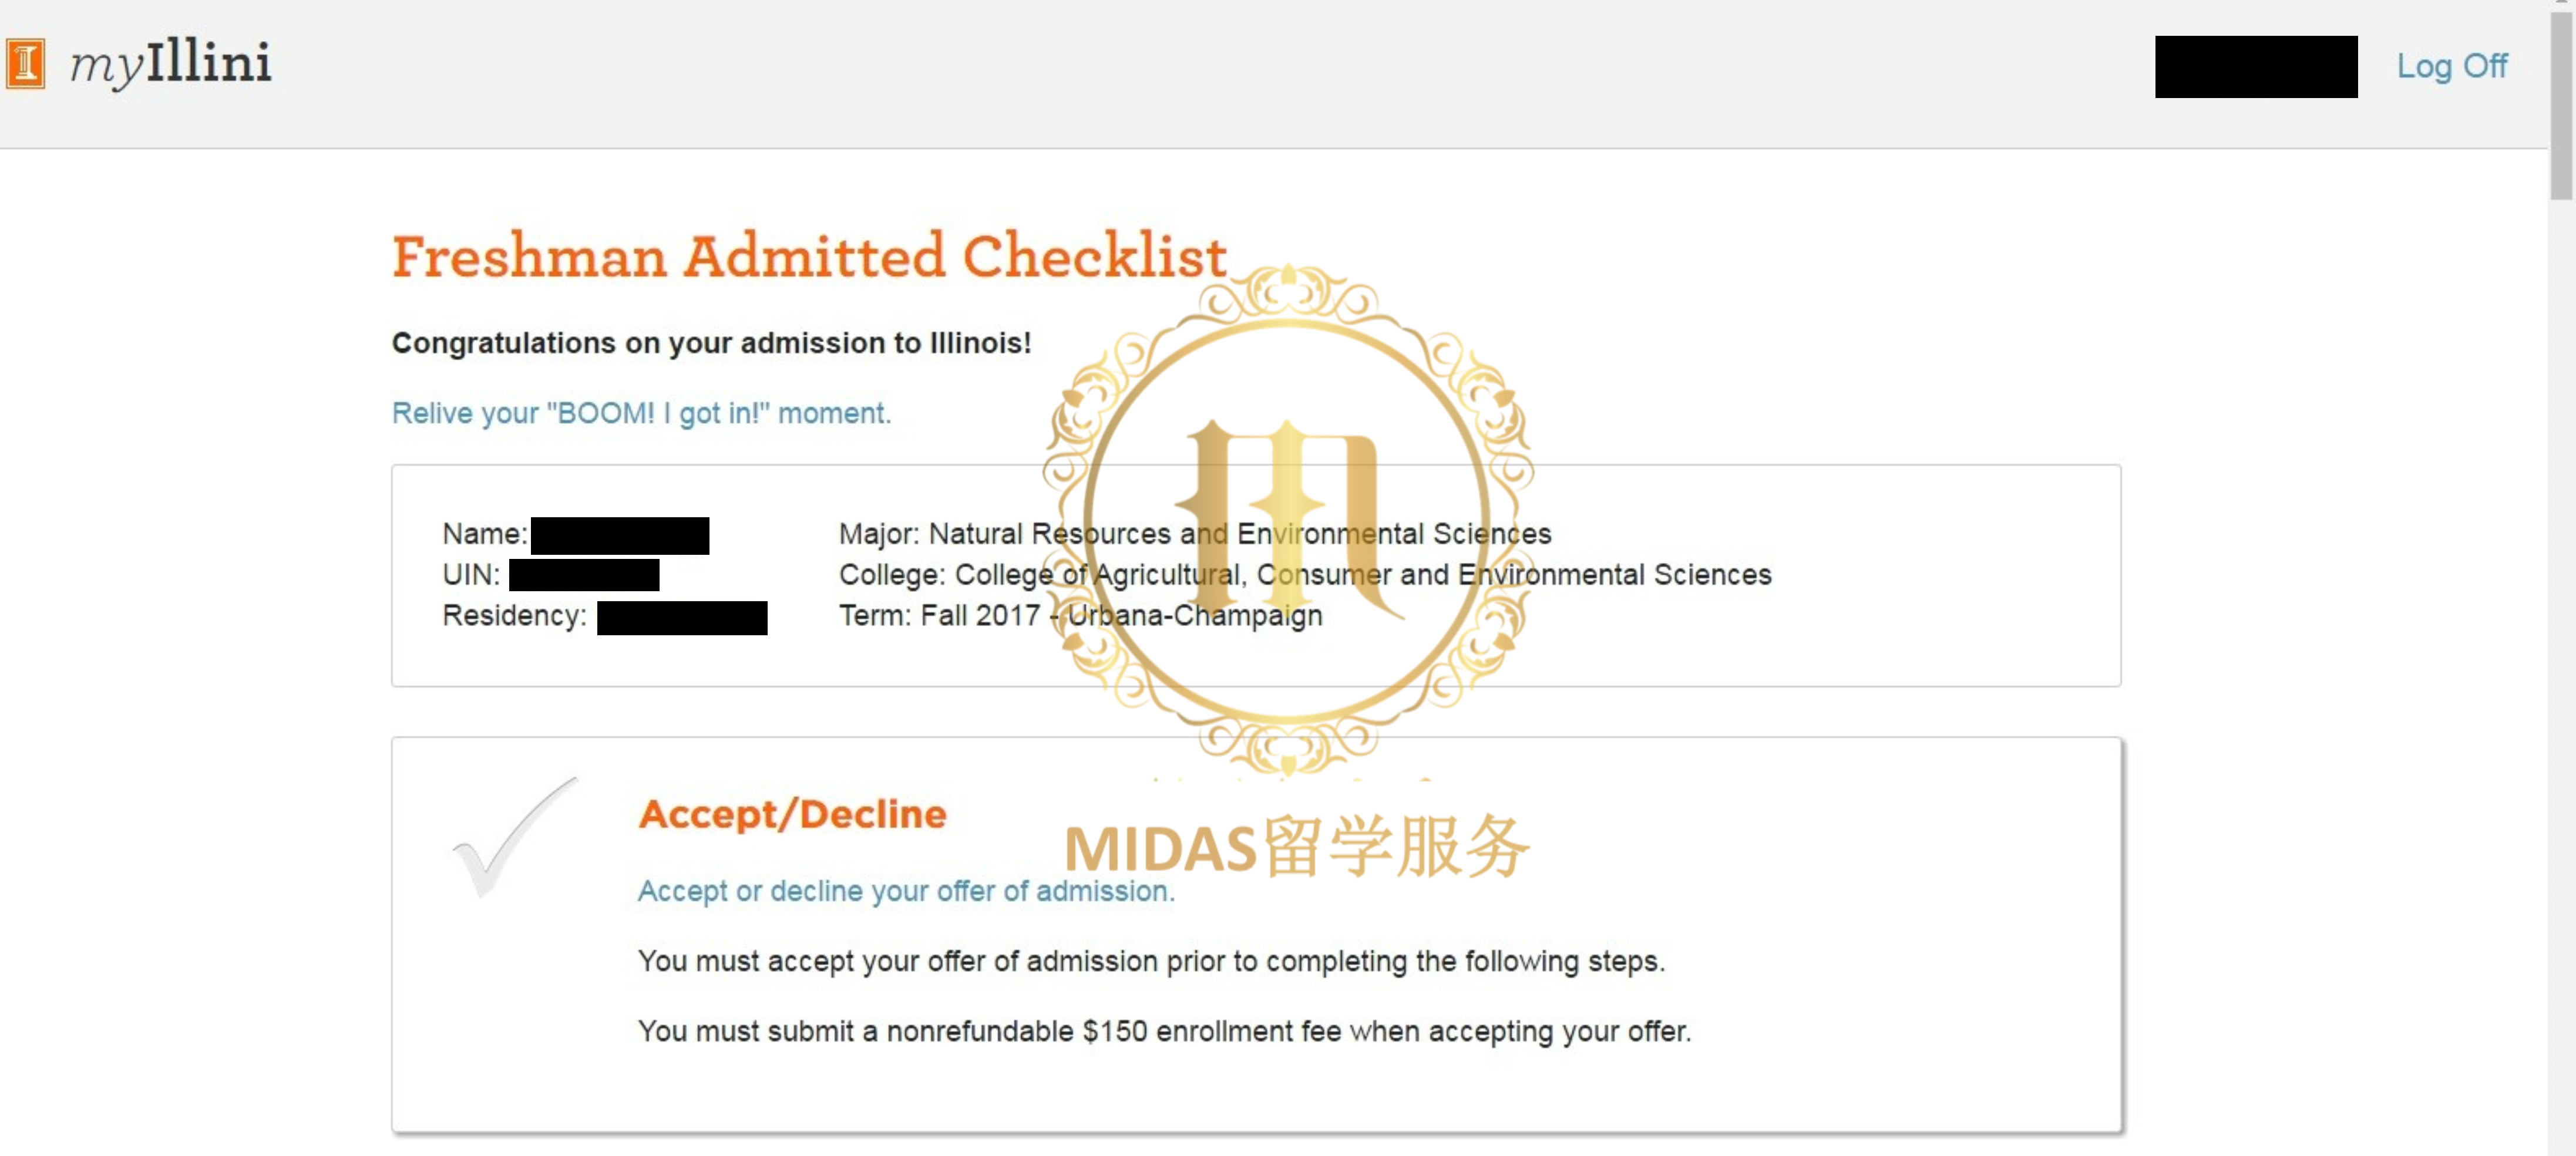 myIllini
Log Off
Freshman Admitted Checklist
Congratulations on your admission to Illinois!
Relive your "BOOM! I got in!" moment.
Name:
Major: Natural Resources and Environmental Sciences
UIN:
College: College of Agricultural, Consumer and Environmental Sciences
Residency:
Term: Fall 2017 - Urbana-Champaign
Accept/Decline
MIDAS留学服务
Accept or decline your offer of admission.
You must accept your offer of admission prior to completing the following steps.
You must submit a nonrefundable $150 enrollment fee when accepting your offer.